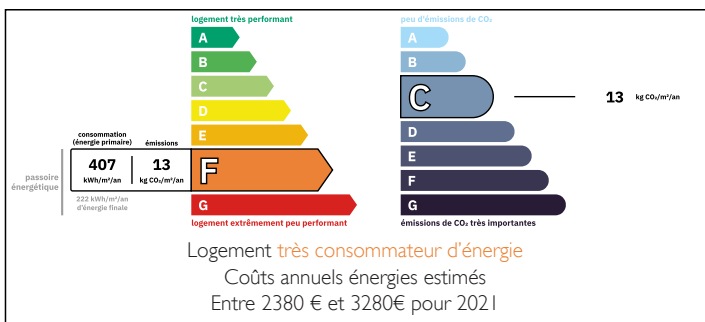 logement très performant
A
B
C
D
E
consommation
(énergie primaire)
émissions
407
13
kWh/m²/an
kg CO₂/m²/an
F
passoire
énergétique
222 kWh/m²/an
d'énergie finale
G
logement extrêmement peu performant
peu d'émissions de CO₂
A
B
C
13 kg CO₂/m²/an
D
E
F
G
émissions de CO₂ très importantes
Logement très consommateur d'énergie
Coûts annuels énergies estimés
Entre 2380 € et 3280€ pour 2021